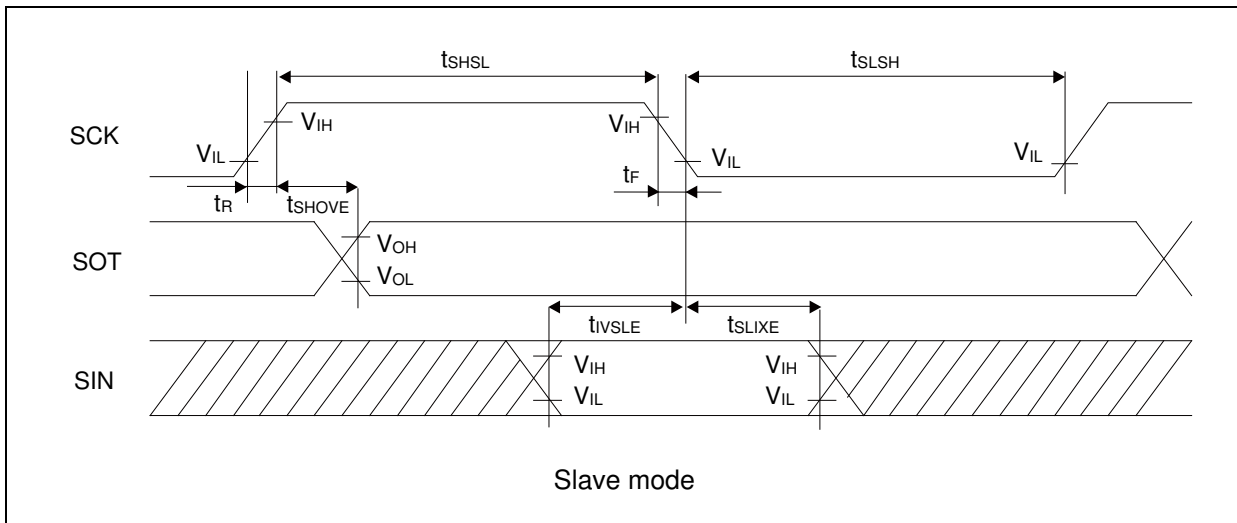 tSHSL
tSLSH
SCK
VIH
VIH
VIL
VIL
VIL
tF
tR
tSHOVE
SOT
VOH
VOL
tIVSLE
tSLIXE
SIN
VIH
VIH
VIL
VIL
Slave mode